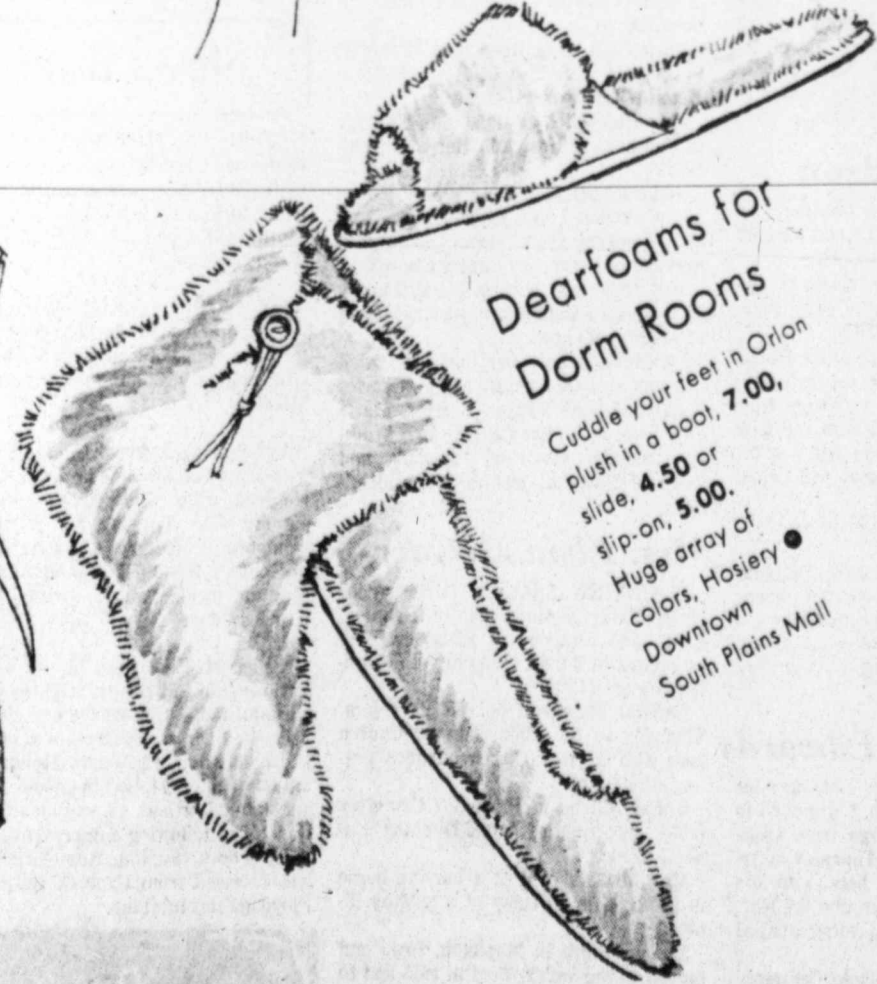 Dearfoams for
Dorm Rooms
Cuddle your feet in Orlon
plush in a boot, 7.00,
slide, 4.50 or
slip-on, 5.00.
Huge array of
colors, Hosiery ●
Downtown
South Plains Mall